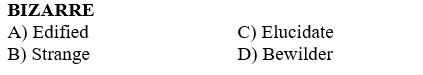 BIZARRE
A) Edified
C) Elucidate
B) Strange
D) Bewilder